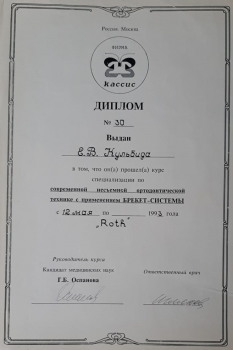 Россия Москва
фирма
Кассис
ДИПЛОМ
№ 30
Выдан
Е.В. Кульбида
в том, что он(а) прошел(а) курс
специализации по
современной несъемной ортодонтической
технике с применением БРЕКЕТ-СИСТЕМЫ
с 12 мая по 1993 года
„Roth"
Руководитель курса
Кандидат медицинских наук
Г.Б. Оспанова
Ответственный врач